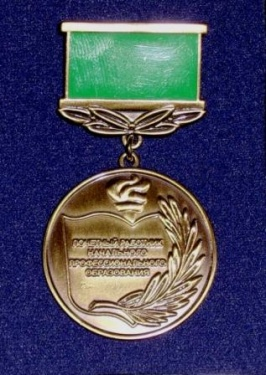 ПОЧЕТНЫЙ РАБОТНИК
НАЧАЛЬНОГО
ПРОФЕССИОНАЛЬНОГО
ОБРАЗОВАНИЯ